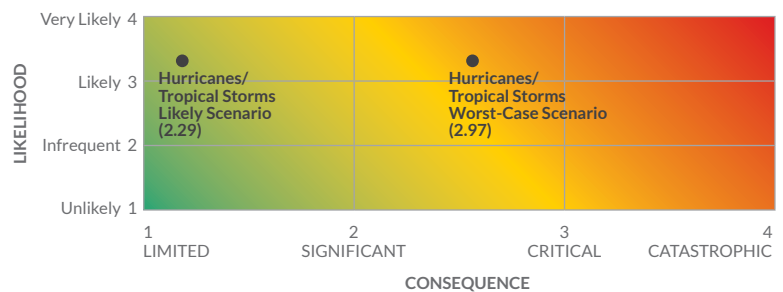 LIKELIHOOD
Very Likely 4
Likely 3
Infrequent 2
Unlikely 1
Hurricanes/
Tropical Storms
Likely Scenario
(2.29)
Hurricanes/
Tropical Storms
Worst-Case Scenario
(2.97)
1
LIMITED
2
SIGNIFICANT
3
CRITICAL
4
CATASTROPHIC
CONSEQUENCE